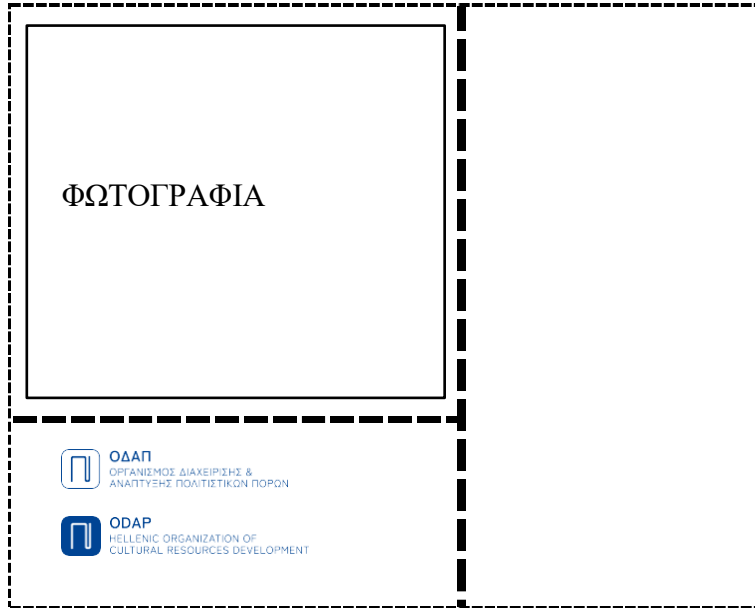 ΦΩΤΟΓΡΑΦΙΑ
ΟΔΑΠ
ΟΡΓΑΝΙΣΜΟΣ ΔΙΑΧΕΙΡΙΣΗΣ &
ΑΝΑΠΤΥΞΗΣ ΠΟΛΙΤΙΣΤΙΚΩΝ ΠΟΡΩΝ
ODAP
HELLENIC ORGANIZATION OF
CULTURAL RESOURCES DEVELOPMENT